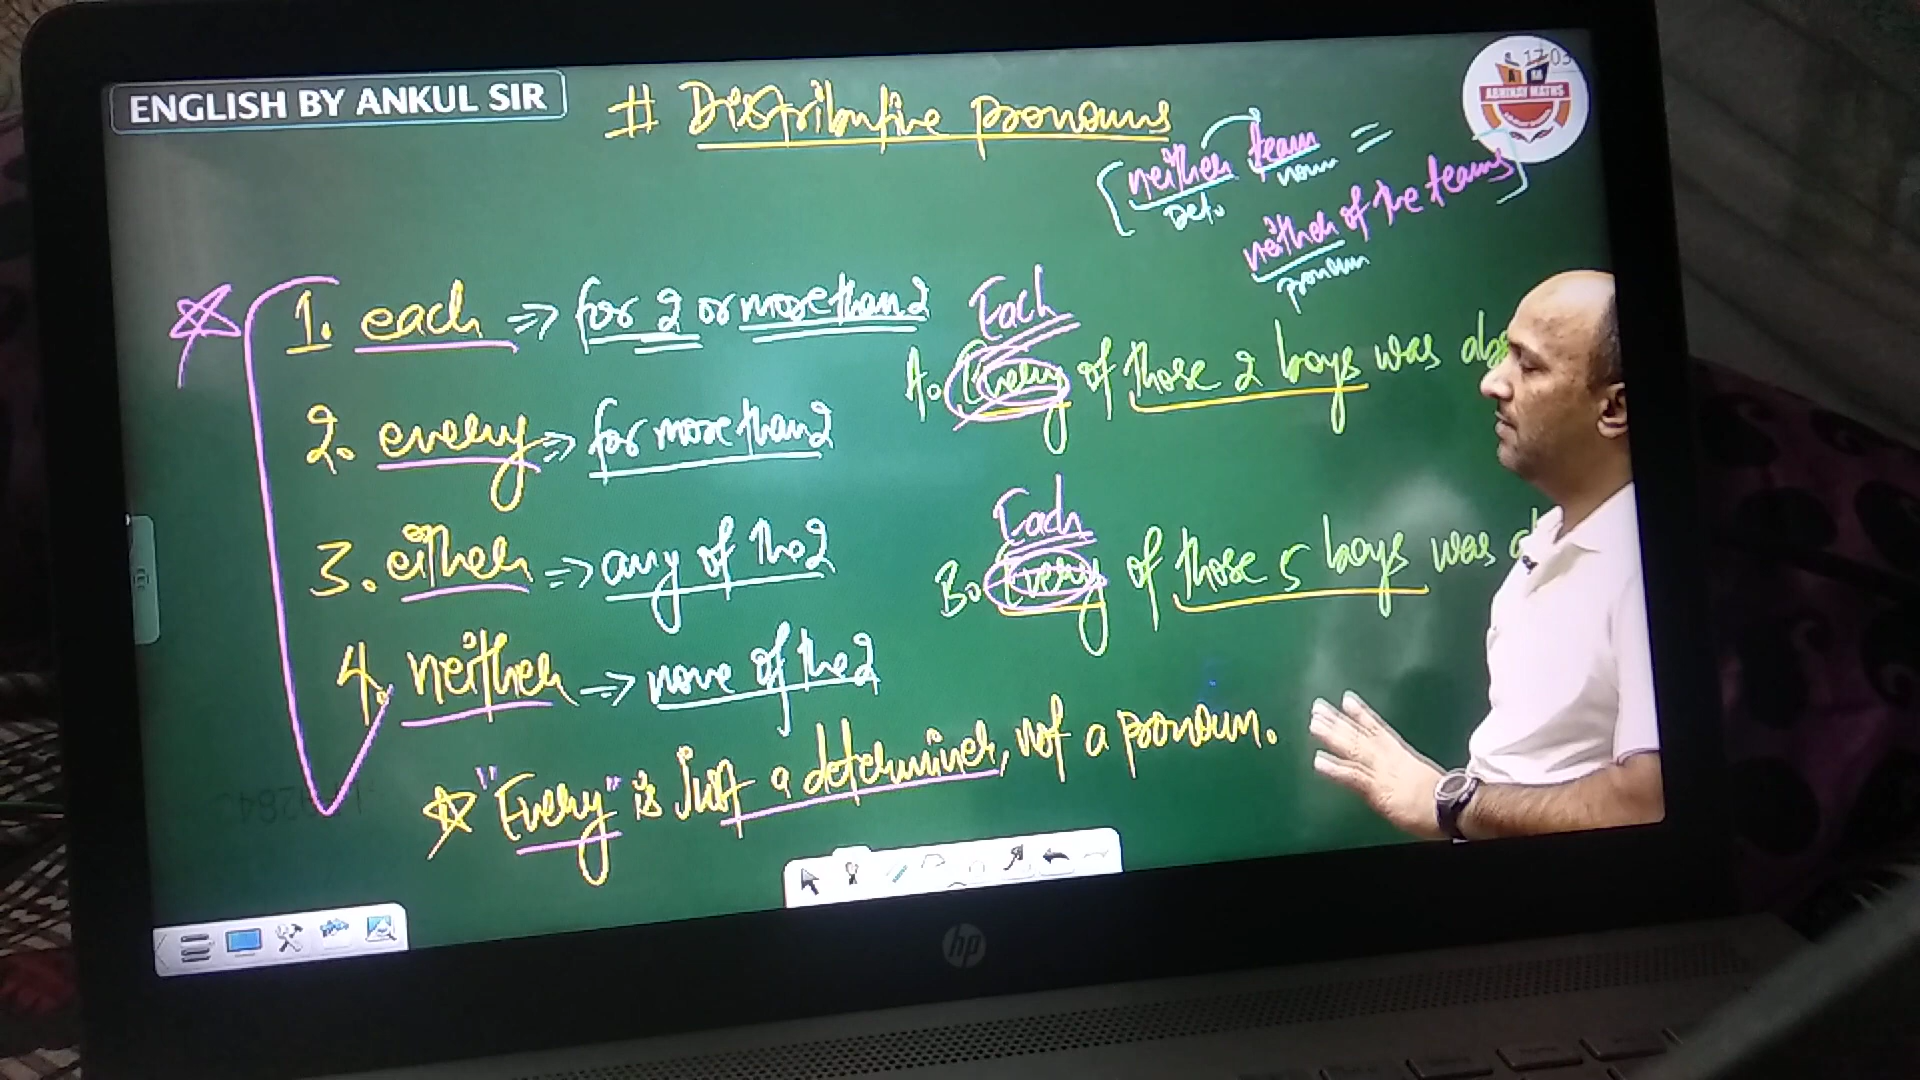 ENGLISH BY ANKUL SIR
# Distributive pronouns
17:03
ABHINAY MATHS
neither team =
Det. noun
neither of the teams
pronoun
1. each => for 2 or more than 2
2. every => for more than 2
3. either => any of the 2
4. neither => none of the 2
Each
A. Every of those 2 boys was abs
Each
B. Every of those 5 boys was a
"Every" is Just a determiner, not a pronoun.
hp